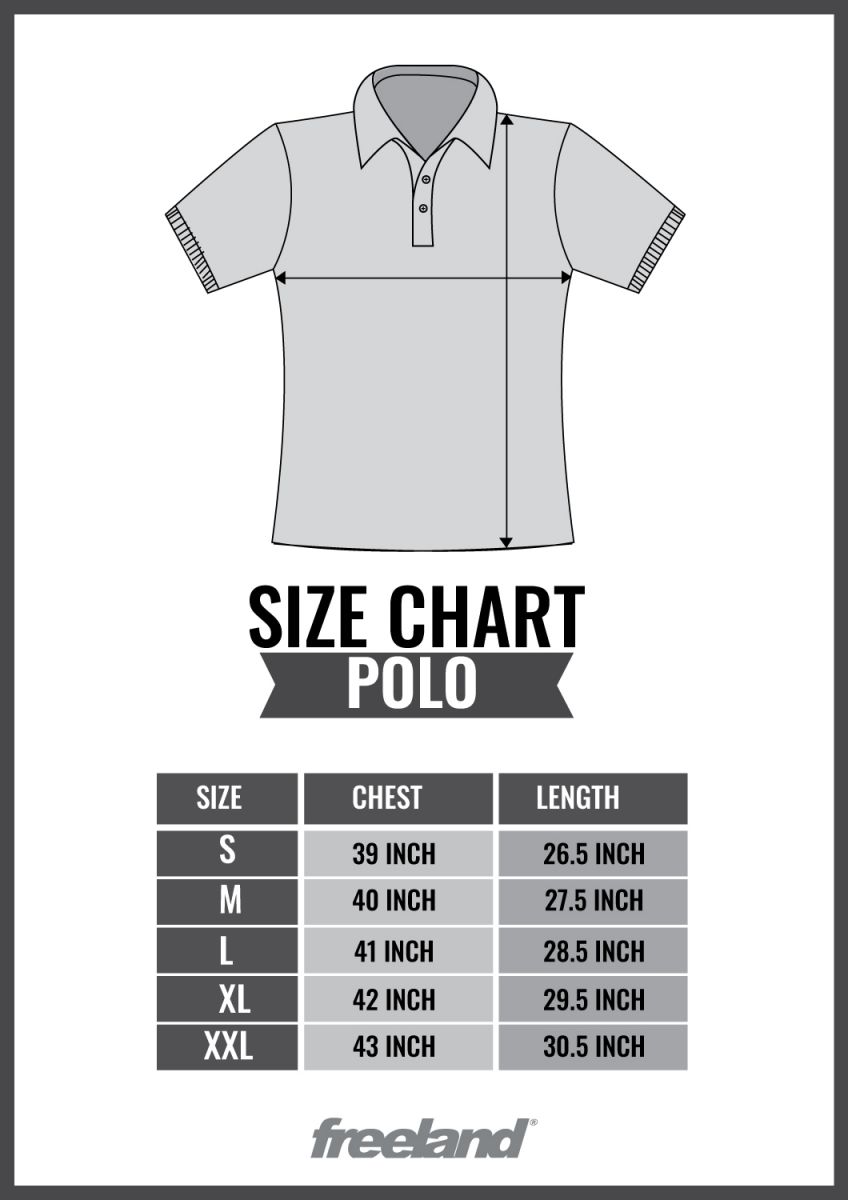 SIZE CHART
POLO
SIZE CHEST LENGTH
S 39 INCH 26.5 INCH
M 40 INCH 27.5 INCH
L 41 INCH 28.5 INCH
XL 42 INCH 29.5 INCH
XXL 43 INCH 30.5 INCH
freeland®